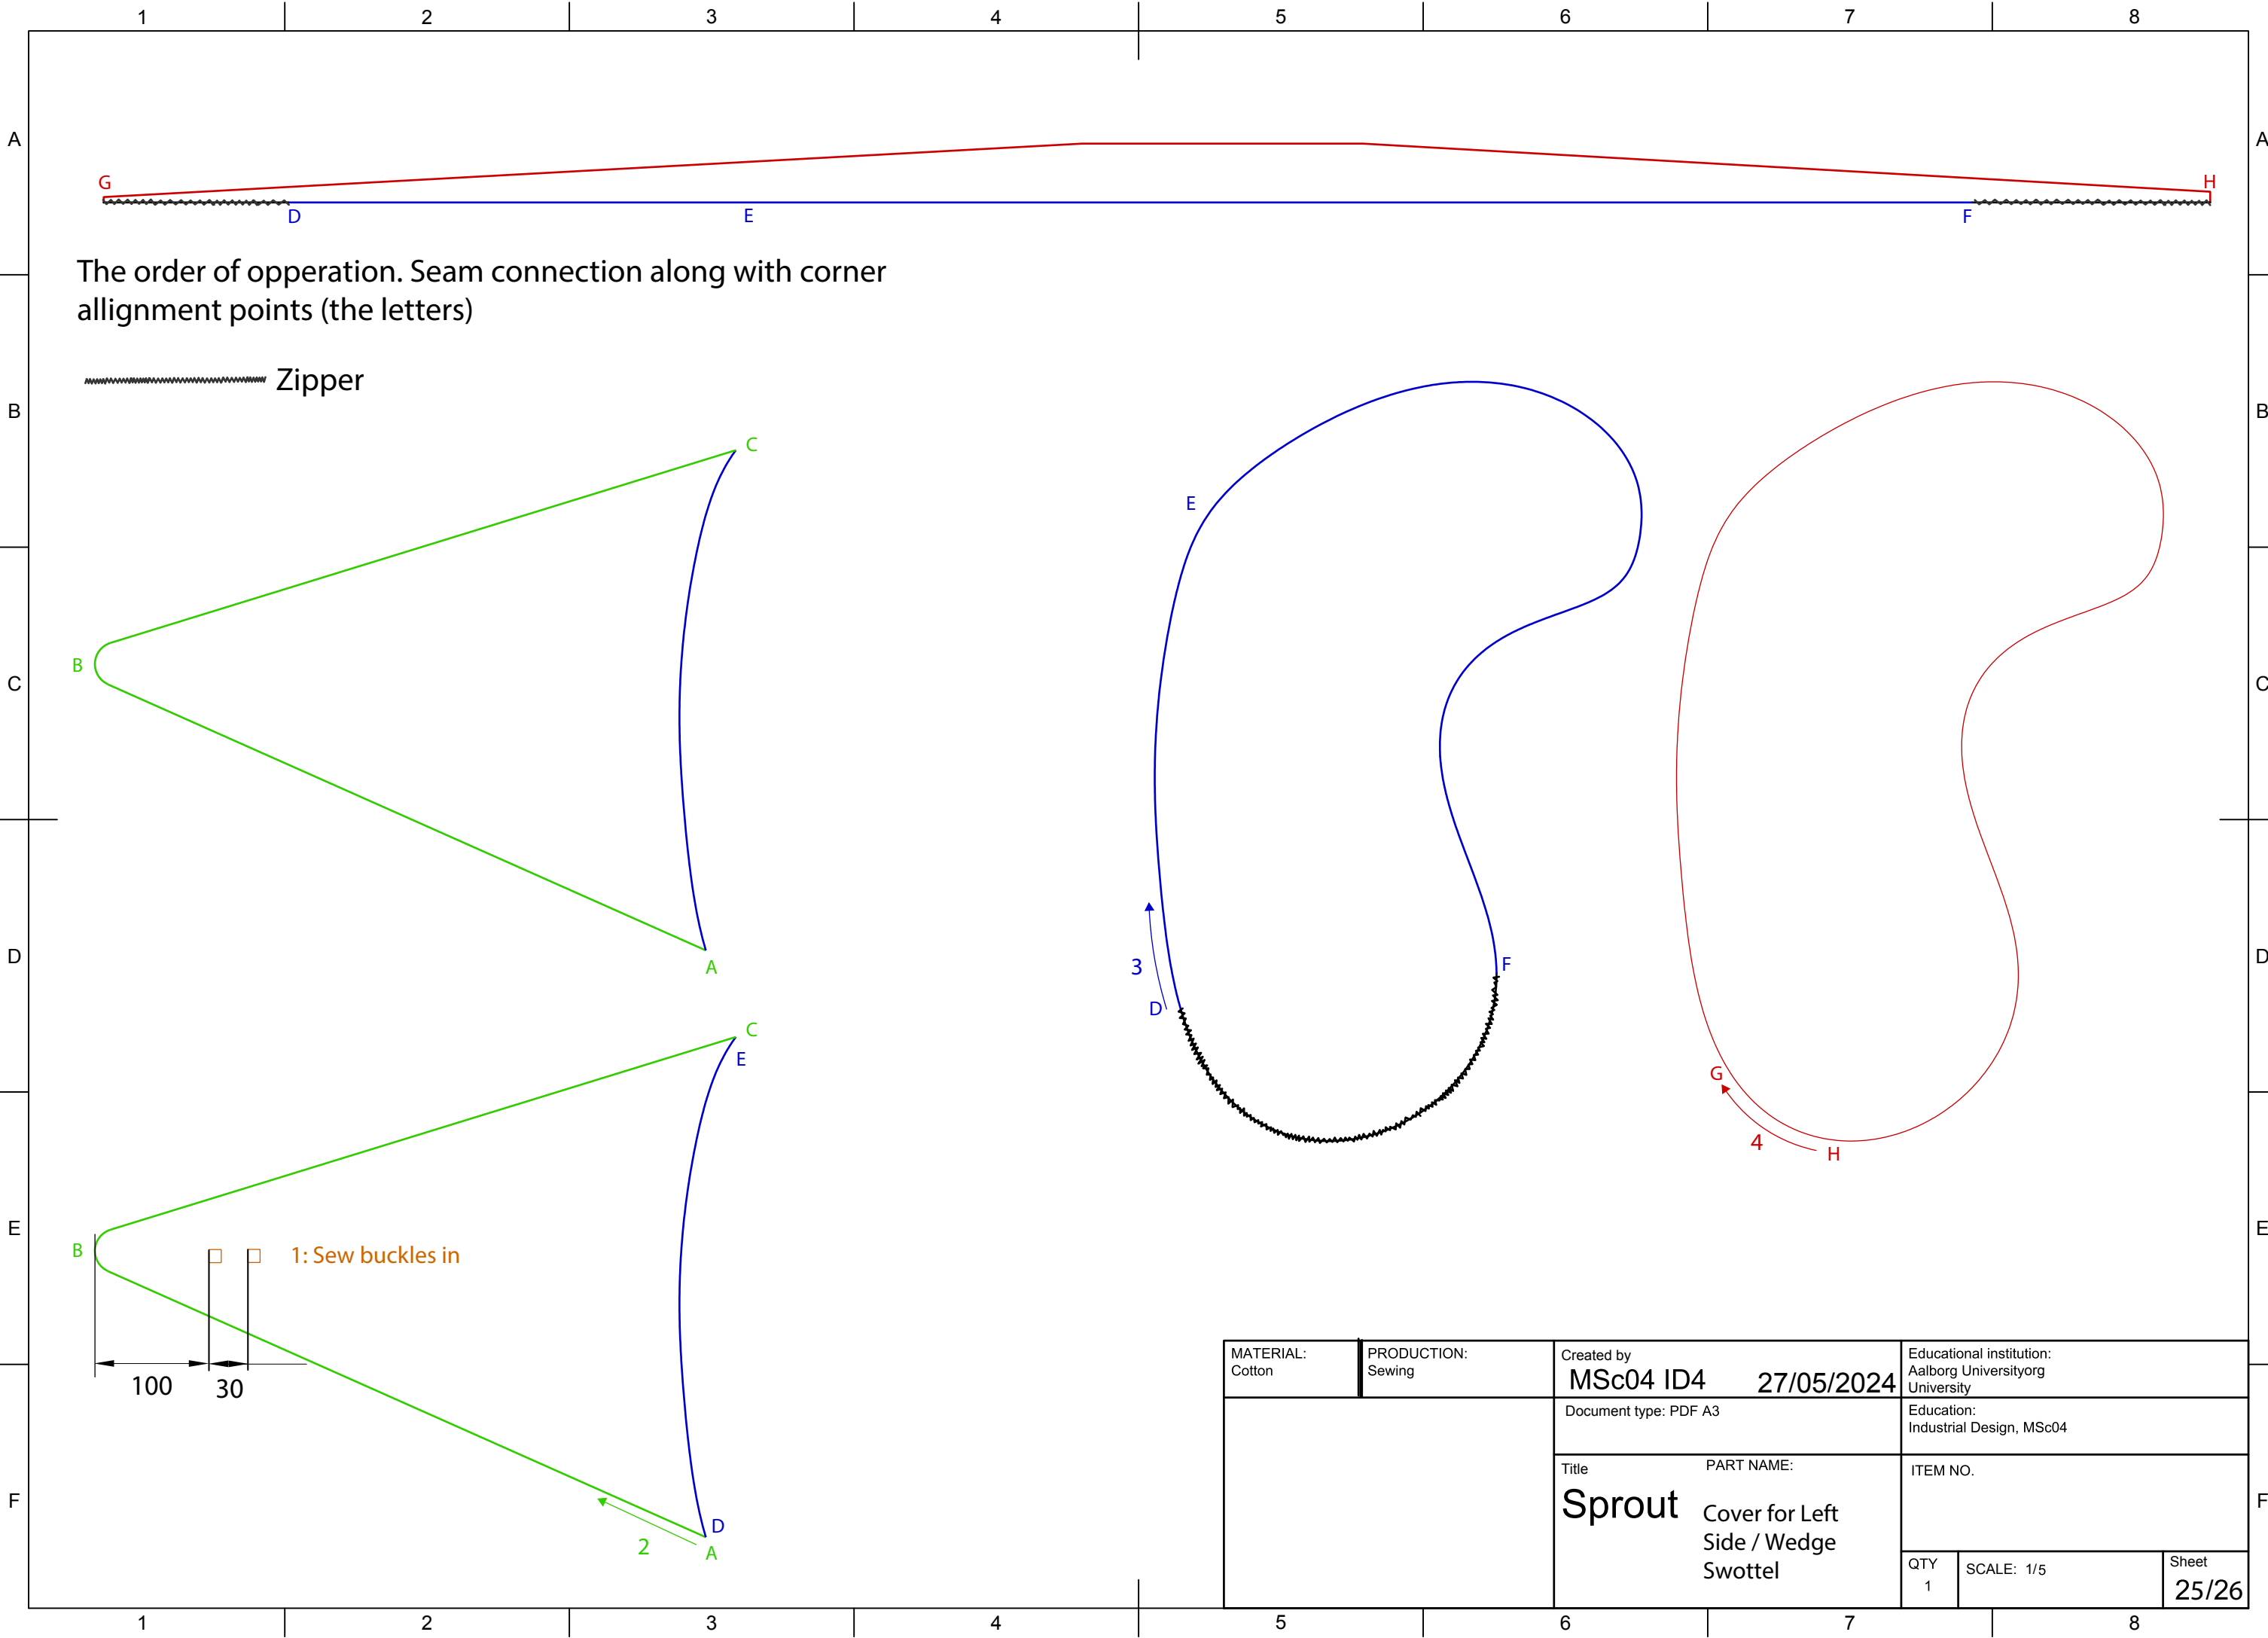 1 2 3 4 5 6 7 8
A A
G H
D E F
The order of opperation. Seam connection along with corner
allignment points (the letters)
Zipper
B B
C
E
B
C C
A
D D
3
D
F
C
E
G
4
H
E E
B
1: Sew buckles in
100
30
2
D
A
F F
MATERIAL:
Cotton
PRODUCTION:
Sewing
Created by
MSc04 ID4 27/05/2024
Educational institution:
Aalborg Universityorg
University
Document type: PDF A3
Education:
Industrial Design, MSc04
Title
Sprout
PART NAME:
Cover for Left
Side / Wedge
Swottel
ITEM NO.
QTY
1
SCALE: 1/5
Sheet
25/26
1 2 3 4 5 6 7 8